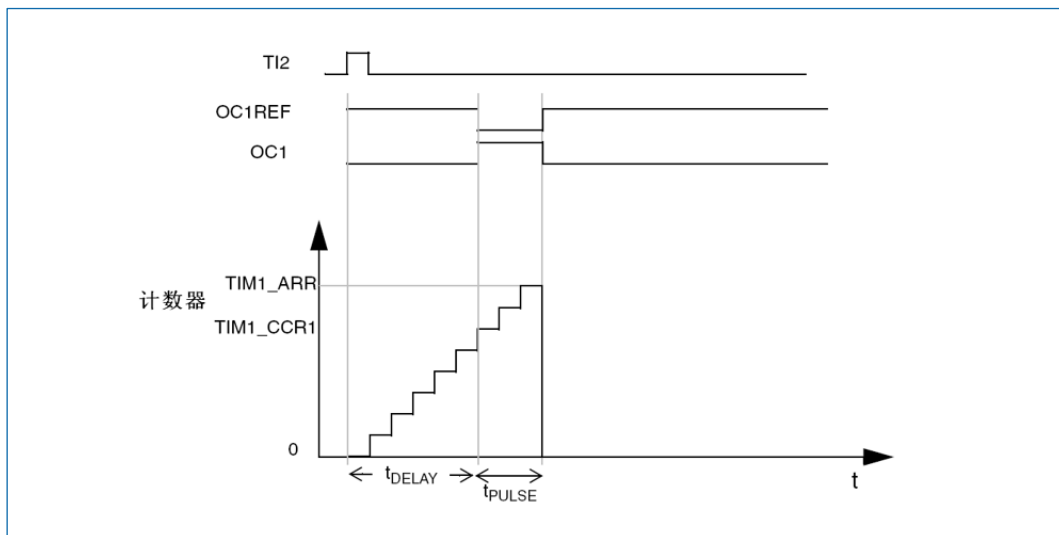 TI2
OC1REF
OC1
TIM1_ARR
计数器
TIM1_CCR1
0
tDELAY
tPULSE
t